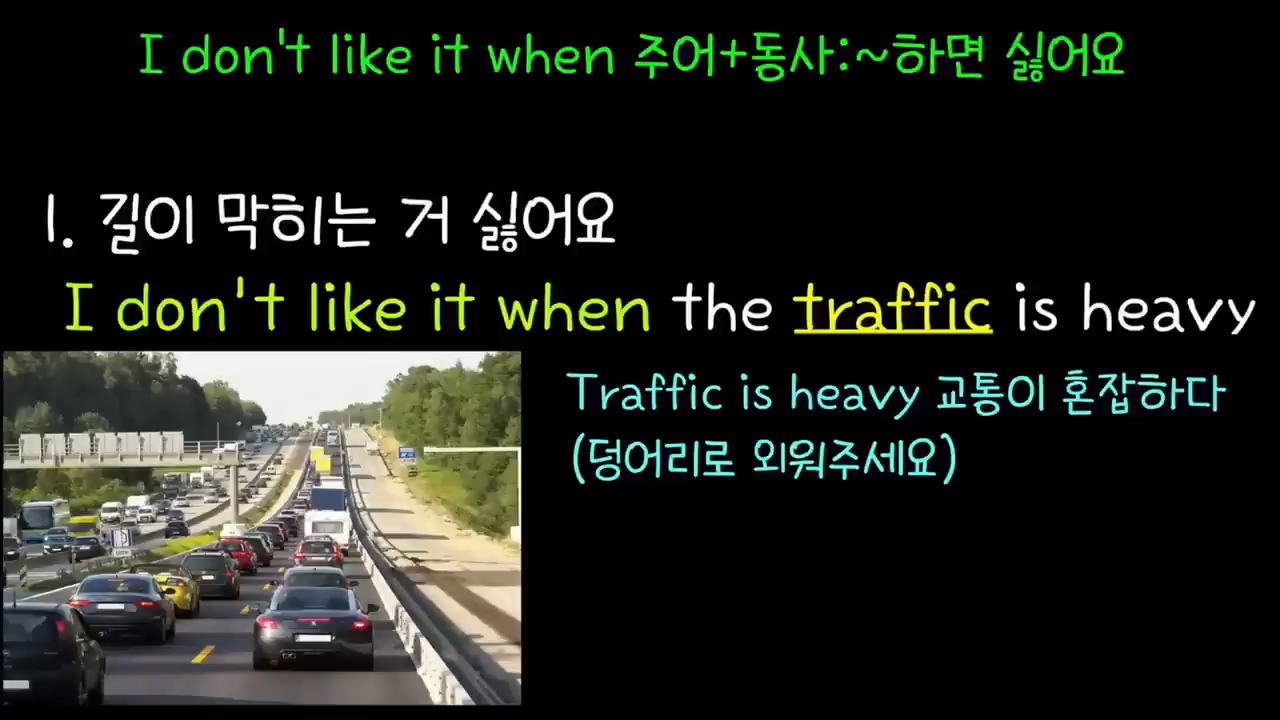 I don't like it when 주어+동사:~하면 싫어요
1. 길이 막히는 거 싫어요
I don't like it when the traffic is heavy
Traffic is heavy 교통이 혼잡하다
(덩어리로 외워주세요)